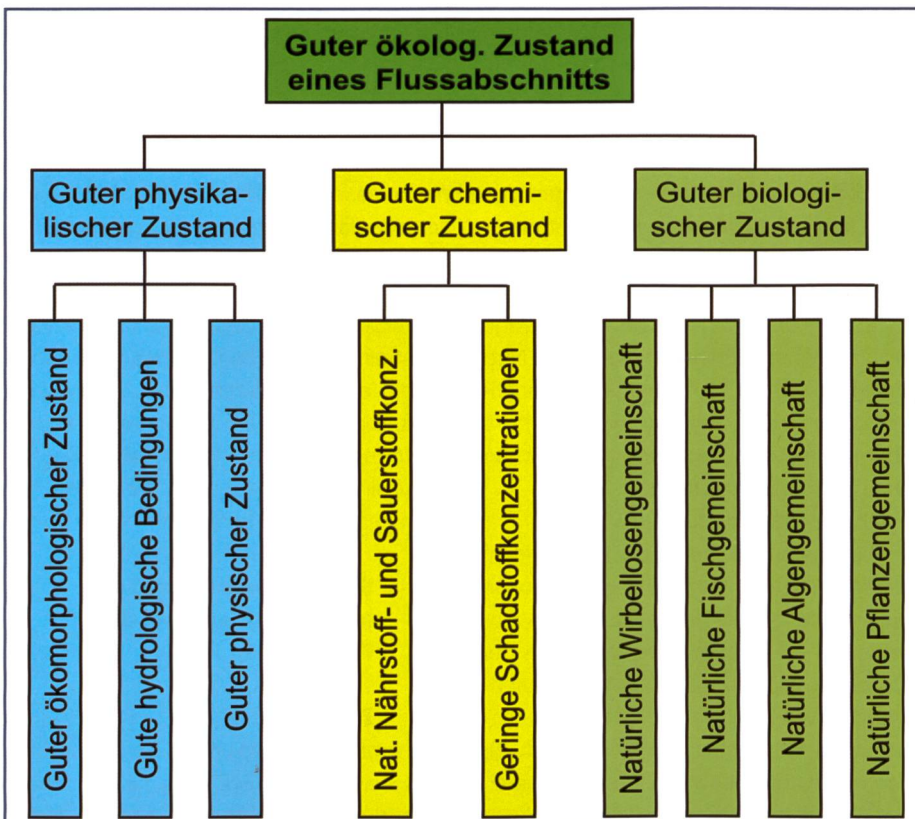 Guter ökolog. Zustand
eines Flussabschnitts
Guter physika-
lischer Zustand
Guter chemi-
scher Zustand
Guter biologi-
scher Zustand
Guter ökomorphologischer Zustand
Gute hydrologische Bedingungen
Guter physischer Zustand
Nat. Nährstoff- und Sauerstoffkonz.
Geringe Schadstoffkonzentrationen
Natürliche Wirbellosengemeinschaft
Natürliche Fischgemeinschaft
Natürliche Algengemeinschaft
Natürliche Pflanzengemeinschaft